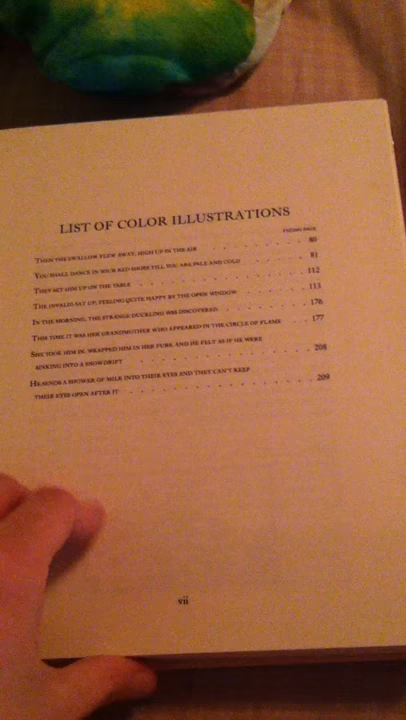 LIST OF COLOR ILLUSTRATIONS
FACING PAGE
THEN THE SWALLOW FLEW AWAY, HIGH UP IN THE AIR . . . . . . . . 80
YOU SHALL DANCE IN YOUR RED SHOES TILL YOU ARE PALE AND COLD . . . . 81
THEY SET HIM UP ON THE TABLE . . . . . . . . . . . . 112
THE INVALID SAT UP, FEELING QUITE HAPPY BY THE OPEN WINDOW . . . . 113
IN THE MORNING, THE STRANGE DUCKLING WAS DISCOVERED . . . . . . 176
THIS TIME IT WAS HER GRANDMOTHER WHO APPEARED IN THE CIRCLE OF FLAME . . 177
SHE TOOK HIM IN, WRAPPED HIM IN HER FURS, AND HE FELT AS IF HE WERE
SINKING INTO A SNOWDRIFT . . . . . . . . . . . . . 208
HE SENDS A SHOWER OF MILK INTO THEIR EYES AND THEY CAN'T KEEP
THEIR EYES OPEN AFTER IT . . . . . . . . . . . . . 209
vii